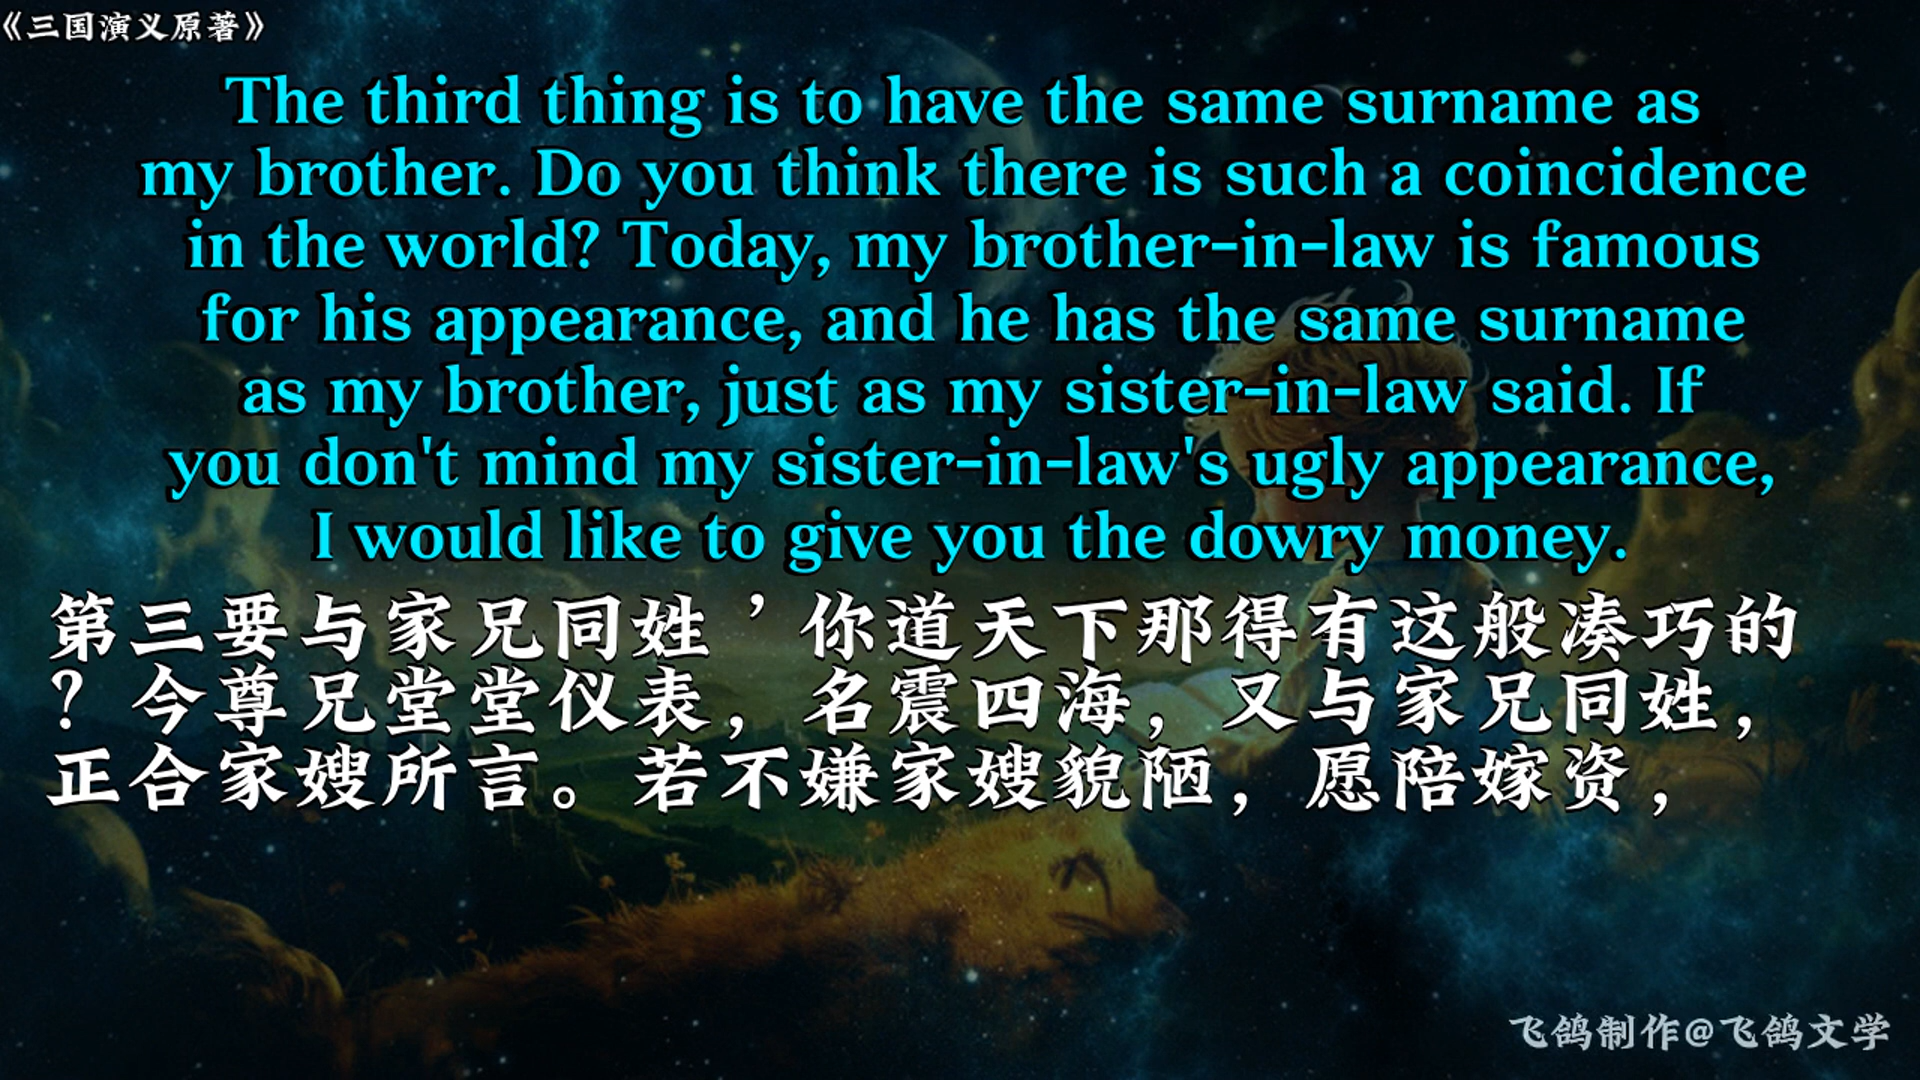 《三国演义原著》
The third thing is to have the same surname as
my brother. Do you think there is such a coincidence
in the world? Today, my brother-in-law is famous
for his appearance, and he has the same surname
as my brother, just as my sister-in-law said. If
you don't mind my sister-in-law's ugly appearance,
I would like to give you the dowry money.
第三要与家兄同姓，你道天下那得有这般凑巧的
？今尊兄堂堂仪表，名震四海，又与家兄同姓，
正合家嫂所言。若不嫌家嫂貌陋，愿陪嫁资，
飞鸽制作@飞鸽文学